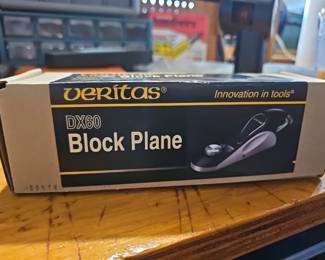 veritas® Innovation in tools®
DX60
Block Plane